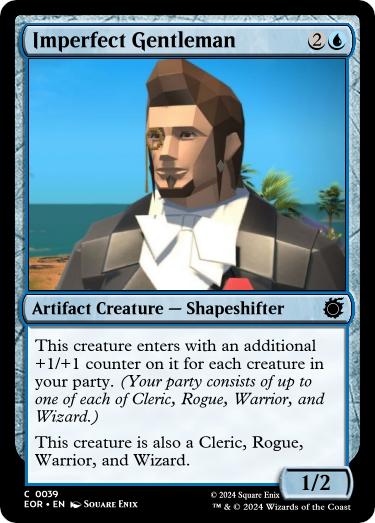 Imperfect Gentleman 2
Artifact Creature — Shapeshifter
This creature enters with an additional
+1/+1 counter on it for each creature in
your party. (Your party consists of up to
one of each of Cleric, Rogue, Warrior, and
Wizard.)
This creature is also a Cleric, Rogue,
Warrior, and Wizard.
1/2
C 0039
EOR • EN SQUARE ENIX
© 2024 Square Enix
™ & © 2024 Wizards of the Coast